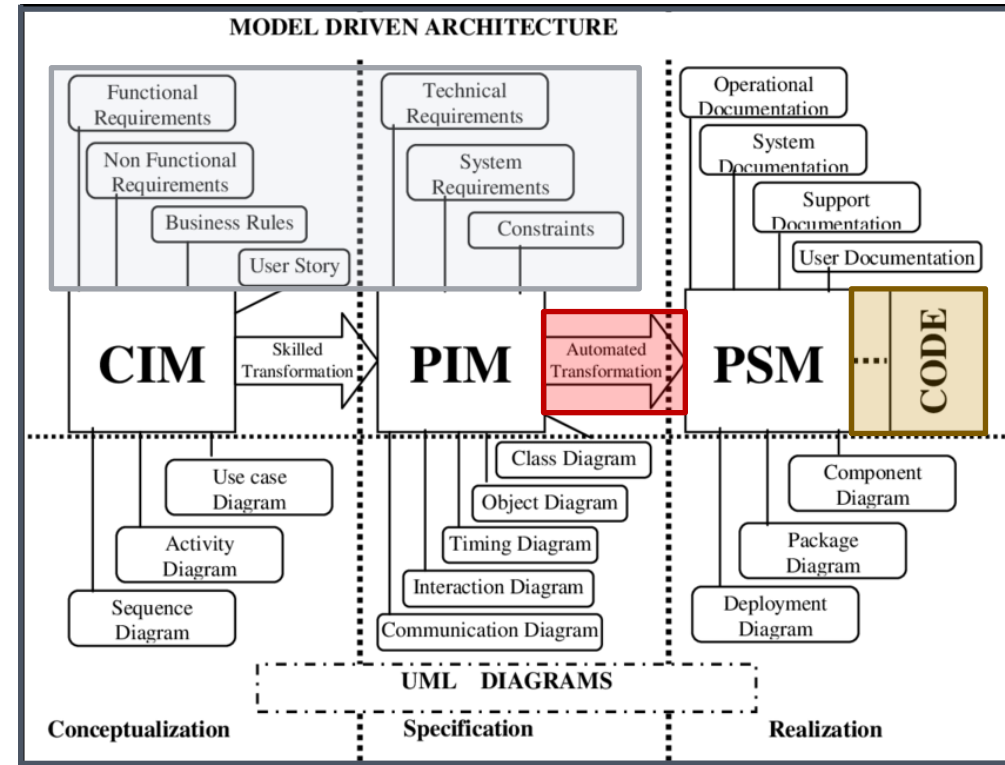 MODEL DRIVEN ARCHITECTURE
Functional
Requirements
Non Functional
Requirements
Business Rules
User Story
Technical
Requirements
System
Requirements
Constraints
Operational
Documentation
System
Documentation
Support
Documentation
User Documentation
CIM
Skilled
Transformation
PIM
Automated
Transformation
PSM
CODE
Use case
Diagram
Activity
Diagram
Sequence
Diagram
Class Diagram
Object Diagram
Timing Diagram
Interaction Diagram
Communication Diagram
Component
Diagram
Package
Diagram
Deployment
Diagram
UML DIAGRAMS
Conceptualization
Specification
Realization